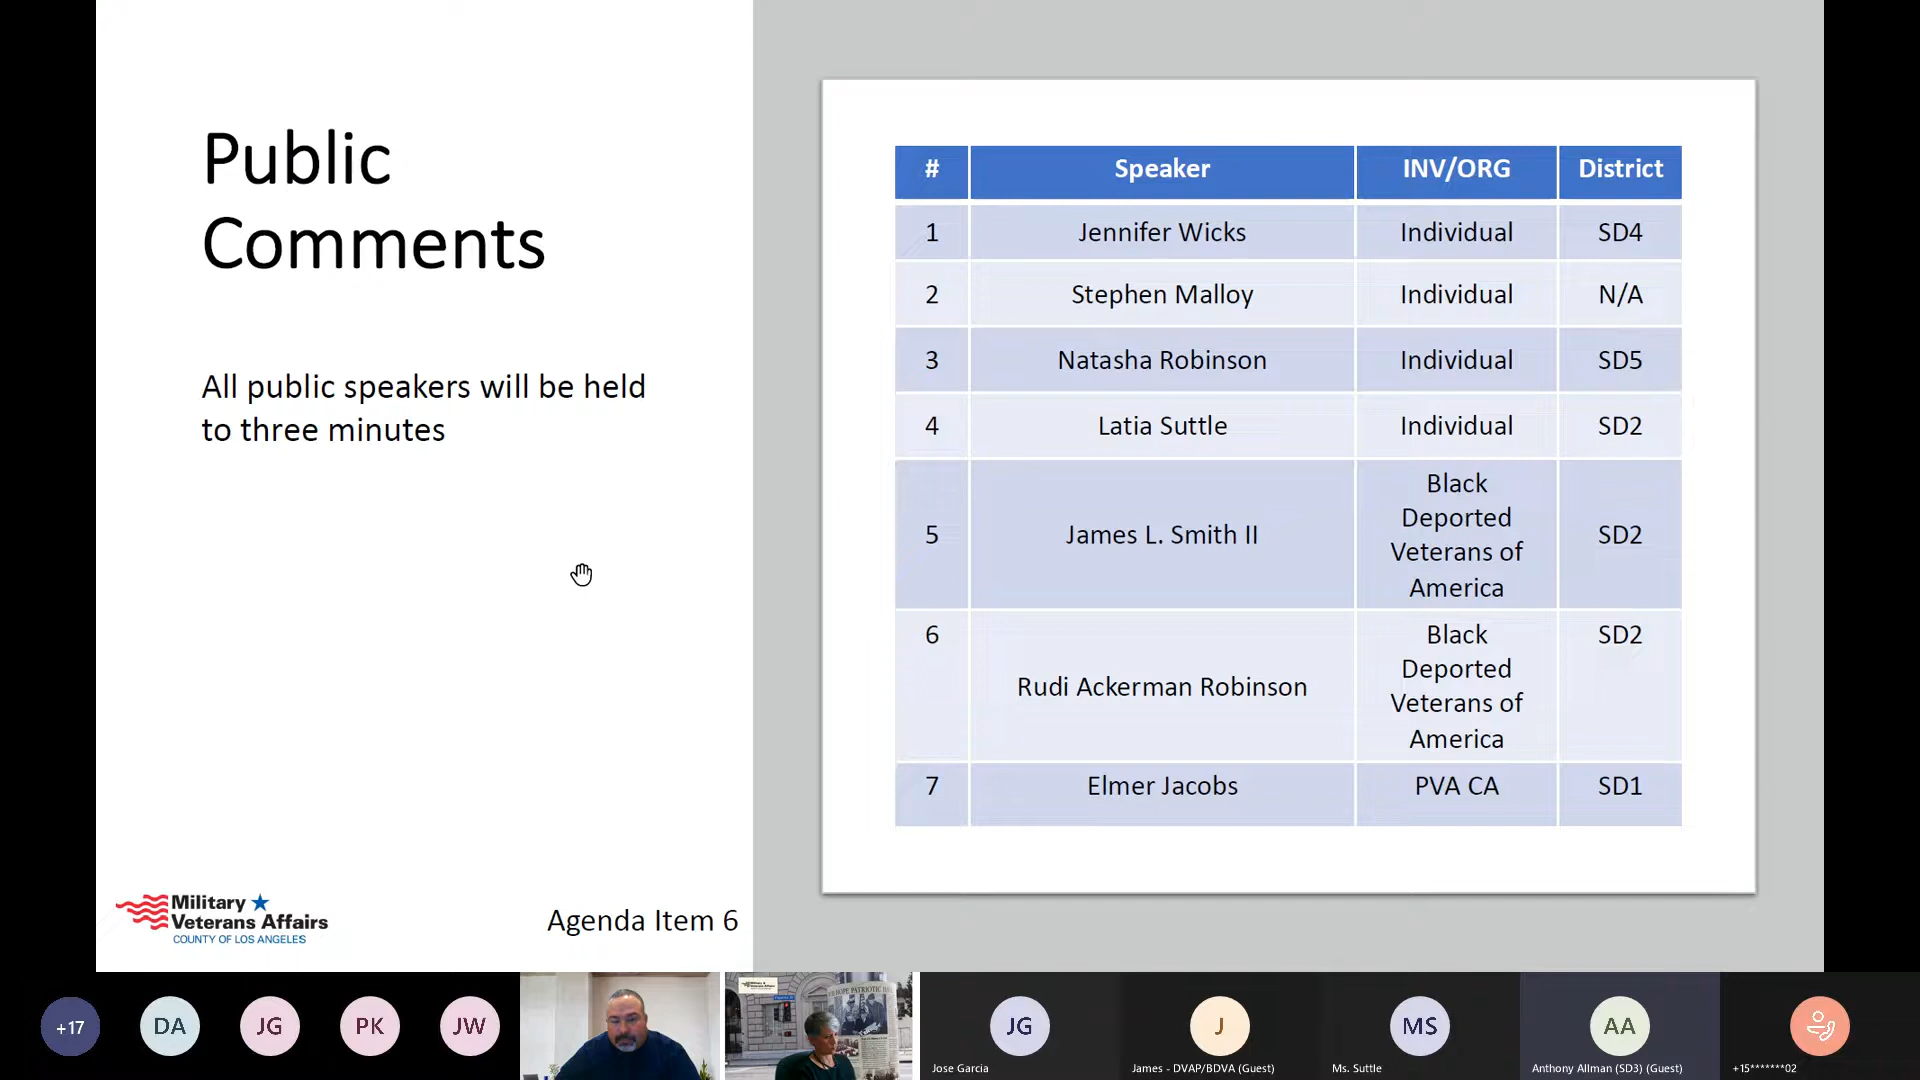 Public
Comments
All public speakers will be held
to three minutes
# Speaker INV/ORG District
1 Jennifer Wicks Individual SD4
2 Stephen Malloy Individual N/A
3 Natasha Robinson Individual SD5
4 Latia Suttle Individual SD2
5 James L. Smith II Black
Deported
Veterans of
America SD2
6 Rudi Ackerman Robinson Black
Deported
Veterans of
America SD2
7 Elmer Jacobs PVA CA SD1
Military
Veterans Affairs
COUNTY OF LOS ANGELES
Agenda Item 6
+17
DA
JG
PK
JW
JG
Jose Garcia
J
James - DVAP/BDVA (Guest)
MS
Ms. Suttle
AA
Anthony Allman (SD3) (Guest)
+15*******02